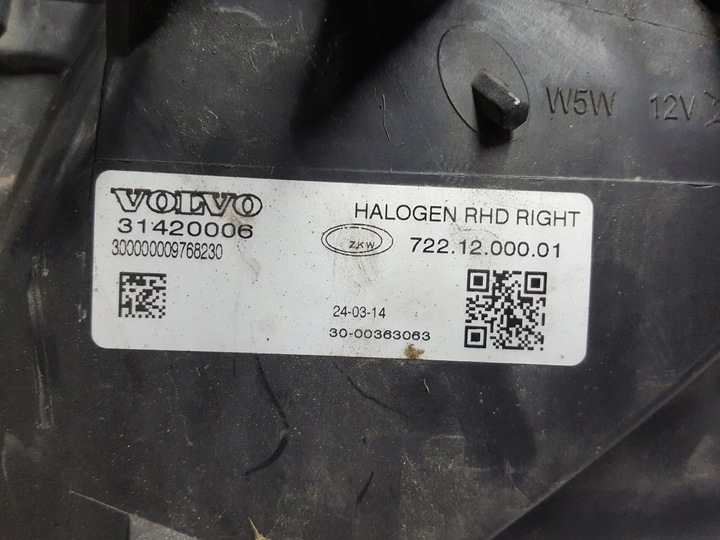 W5W 12V
VOLVO
31420006
300000009768230
HALOGEN RHD RIGHT
ZKW 722.12.000.01
24-03-14
30-00363063